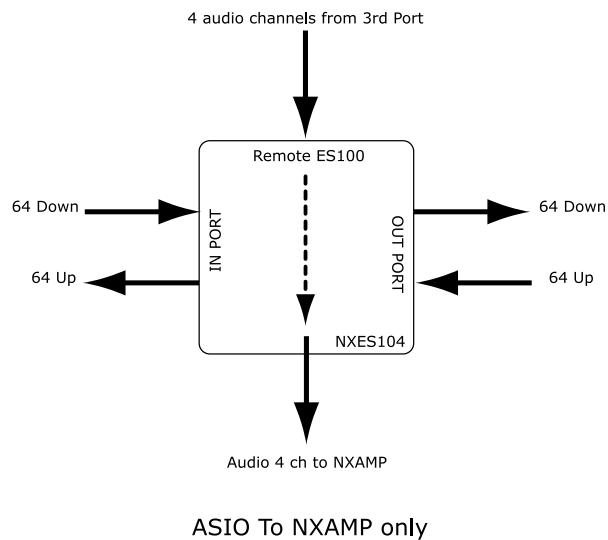 4 audio channels from 3rd Port
Remote ES100
64 Down
64 Down
IN PORT
OUT PORT
64 Up
64 Up
NXES104
Audio 4 ch to NXAMP
ASIO To NXAMP only